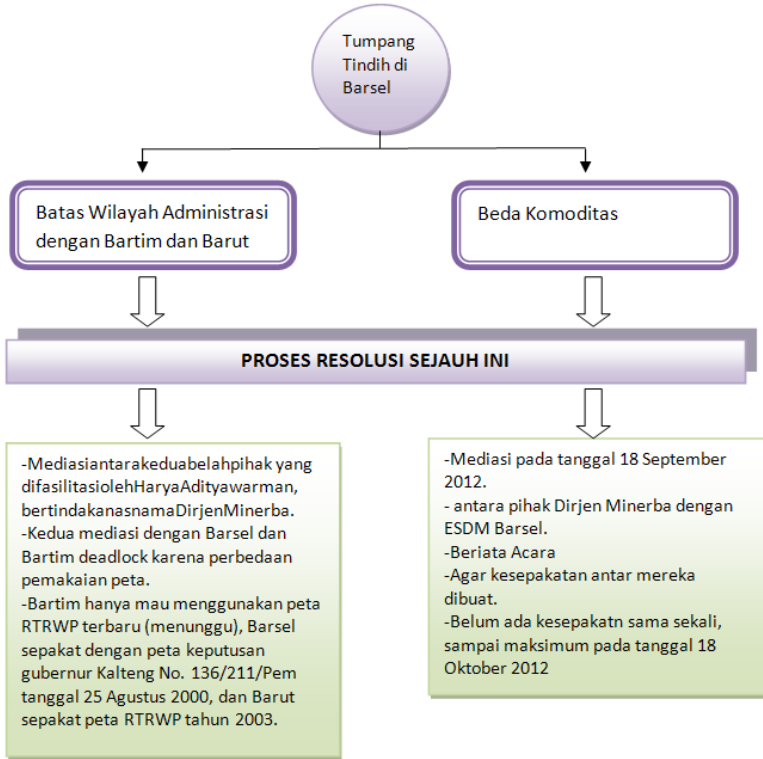 Tumpang
Tindih di
Barsel
Batas Wilayah Administrasi
dengan Bartim dan Barut
Beda Komoditas
PROSES RESOLUSI SEJAUH INI
-Mediasiantarakeduabelahpihak yang
difasilitasiolehHaryaAdityawarman,
bertindakanasnamaDirjenMinerba.
-Kedua mediasi dengan Barsel dan
Bartim deadlock karena perbedaan
pemakaian peta.
-Bartim hanya mau menggunakan peta
RTRWP terbaru (menunggu), Barsel
sepakat dengan peta keputusan
gubernur Kalteng No. 136/211/Pem
tanggal 25 Agustus 2000, dan Barut
sepakat peta RTRWP tahun 2003.
-Mediasi pada tanggal 18 September
2012.
- antara pihak Dirjen Minerba dengan
ESDM Barsel.
-Beriata Acara
-Agar kesepakatan antar mereka
dibuat.
-Belum ada kesepakatn sama sekali,
sampai maksimum pada tanggal 18
Oktober 2012